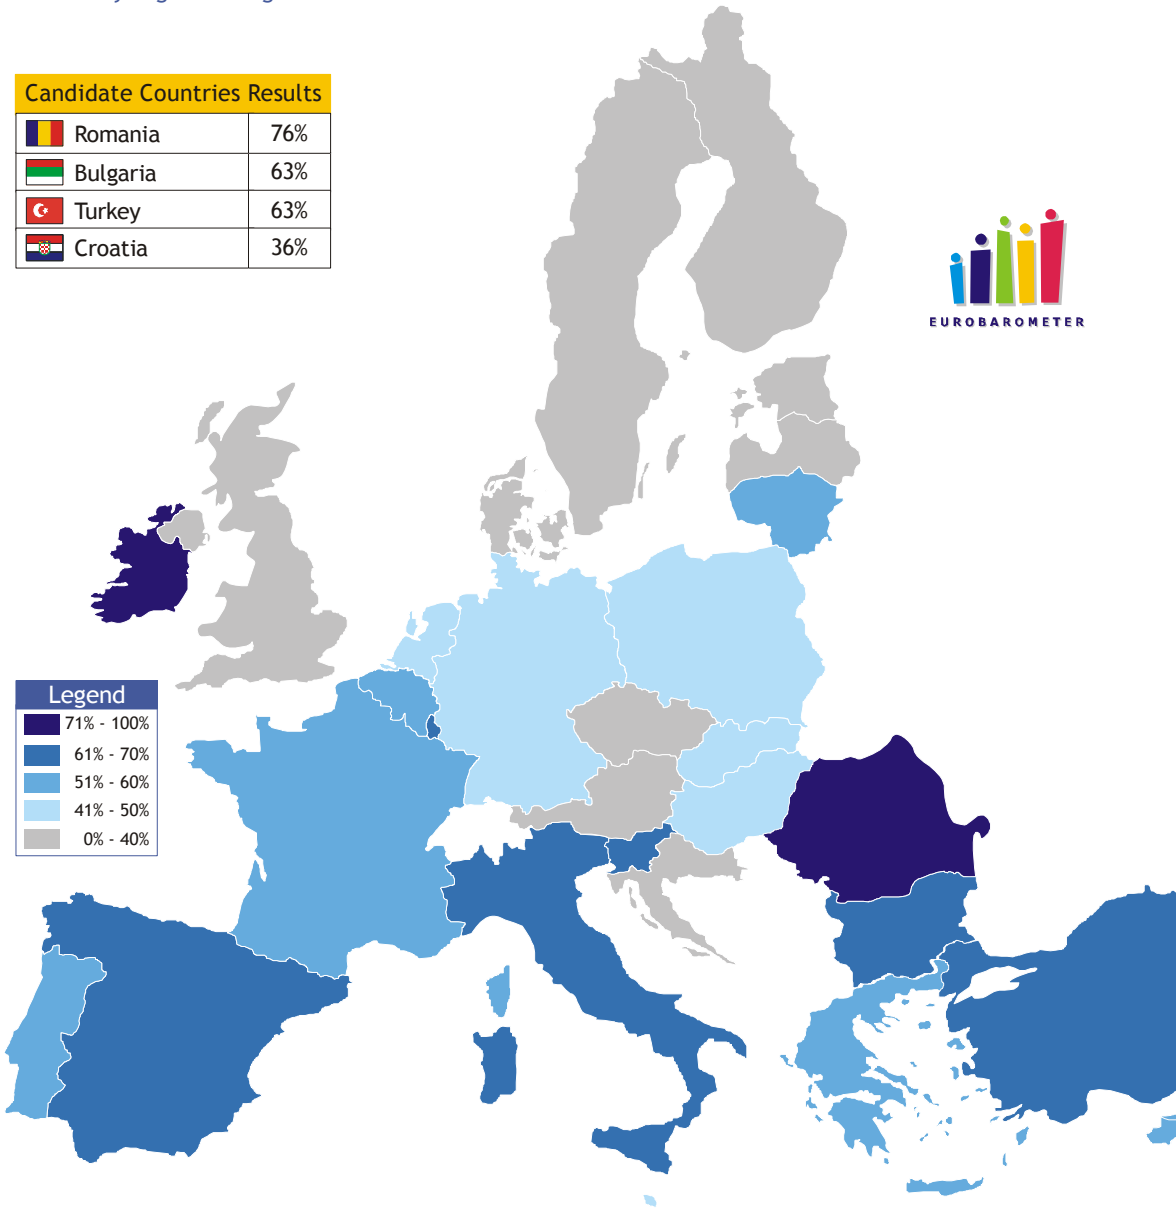 Candidate Countries Results
Romania 76%
Bulgaria 63%
Turkey 63%
Croatia 36%
EUROBAROMETER
Legend
71% - 100%
61% - 70%
51% - 60%
41% - 50%
0% - 40%